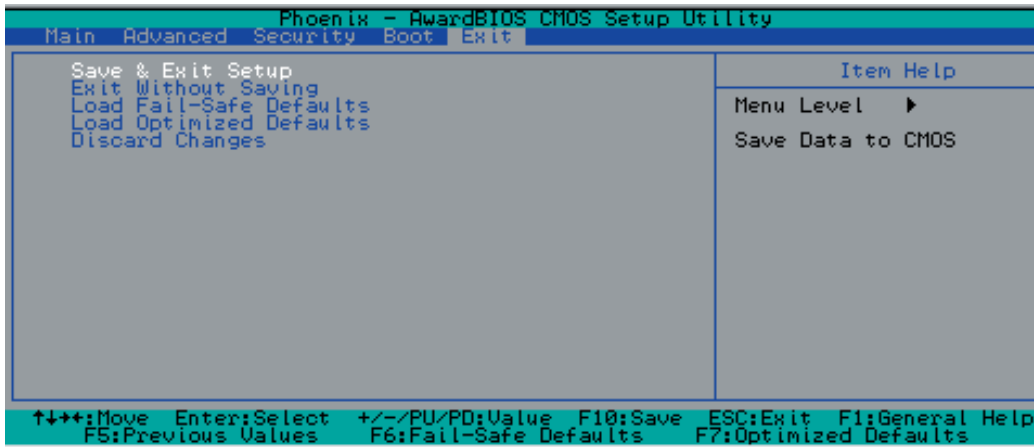 Phoenix - AwardBIOS CMOS Setup Utility
Main Advanced Security Boot Exit
Save & Exit Setup
Exit Without Saving
Load Fail-Safe Defaults
Load Optimized Defaults
Discard Changes
Item Help
Menu Level ▶
Save Data to CMOS
↑↓→←:Move Enter:Select +/-/PU/PD:Value F10:Save ESC:Exit F1:General Help
F5:Previous Values F6:Fail-Safe Defaults F7:Optimized Defaults